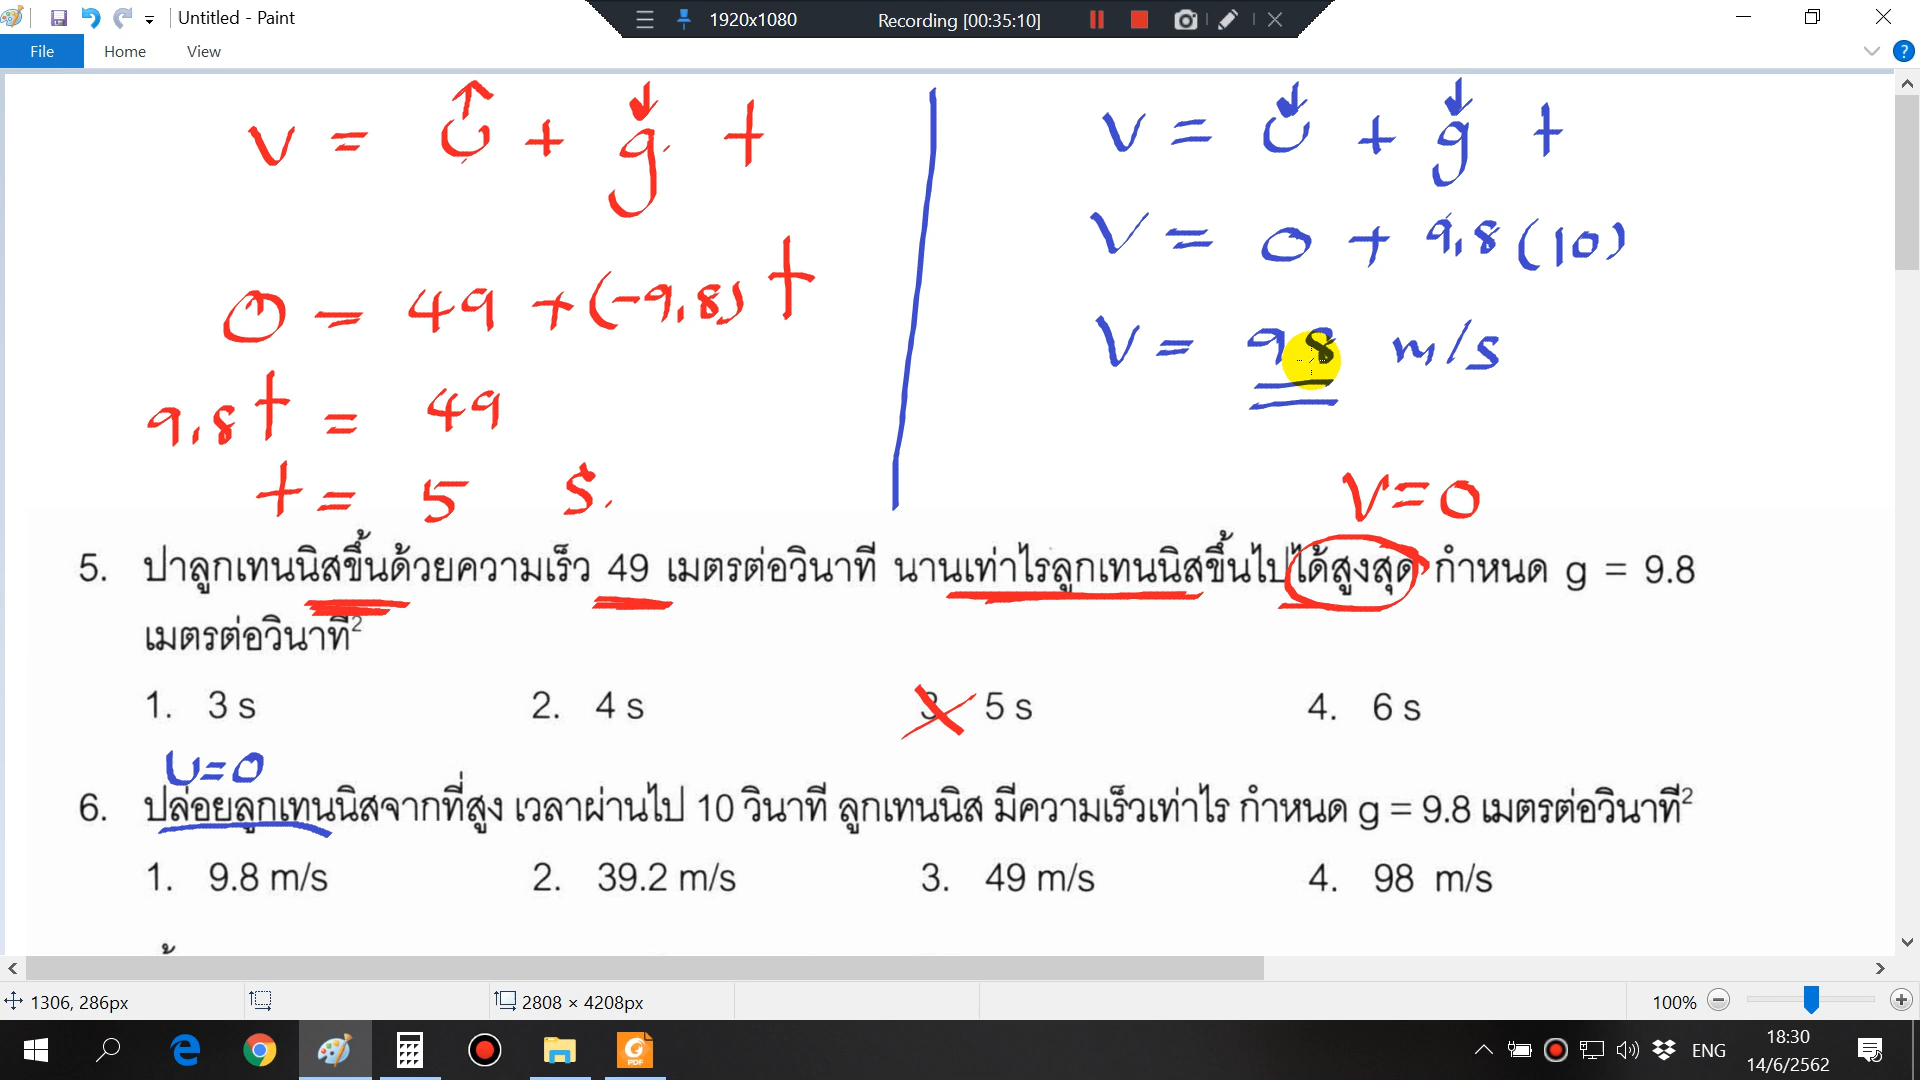 Untitled - Paint
1920x1080
Recording [00:35:10]
File Home View
v = u + g t
0 = 49 + (-9.8) t
9.8 t = 49
t = 5 s.
v = u + g t
v = 0 + 9.8 (10)
v = 98 m/s
v = 0
5. ปาลูกเทนนิสขึ้นด้วยความเร็ว 49 เมตรต่อวินาที นานเท่าไรลูกเทนนิสขึ้นไปได้สูงสุด กำหนด g = 9.8
เมตรต่อวินาที²
1. 3 s 2. 4 s 3. 5 s 4. 6 s
u = 0
6. ปล่อยลูกเทนนิสจากที่สูง เวลาผ่านไป 10 วินาที ลูกเทนนิส มีความเร็วเท่าไร กำหนด g = 9.8 เมตรต่อวินาที²
1. 9.8 m/s 2. 39.2 m/s 3. 49 m/s 4. 98 m/s
1306, 286px
2808 × 4208px
100%
PDF
ENG
18:30
14/6/2562